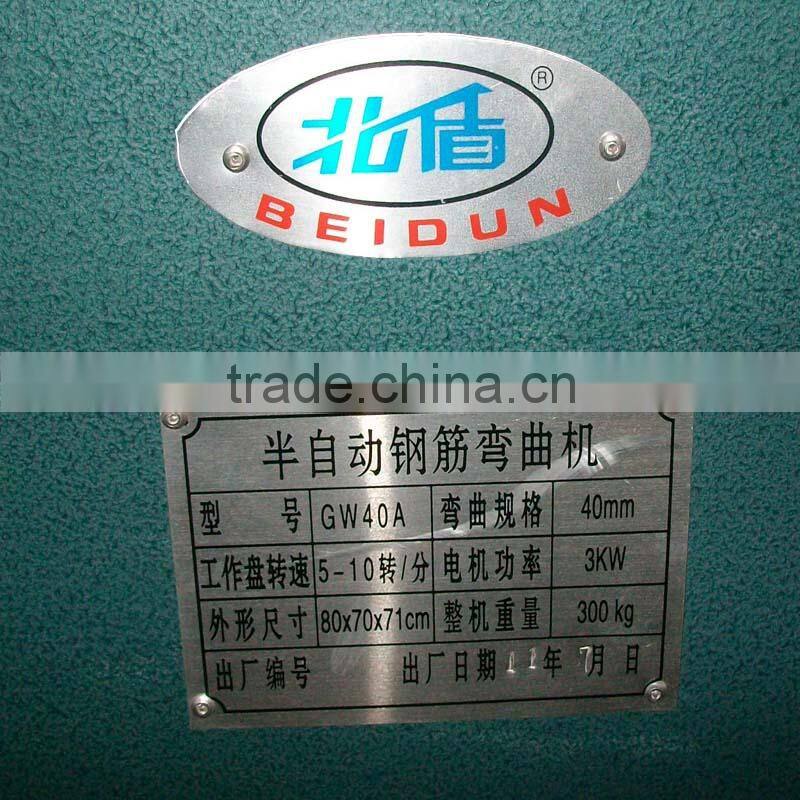 北盾®
BEIDUN
trade.china.cn
半自动钢筋弯曲机
型号 GW40A 弯曲规格 40mm
工作盘转速 5-10转/分 电机功率 3KW
外形尺寸 80x70x71cm 整机重量 300kg
出厂编号 出厂日期 11年7月 日